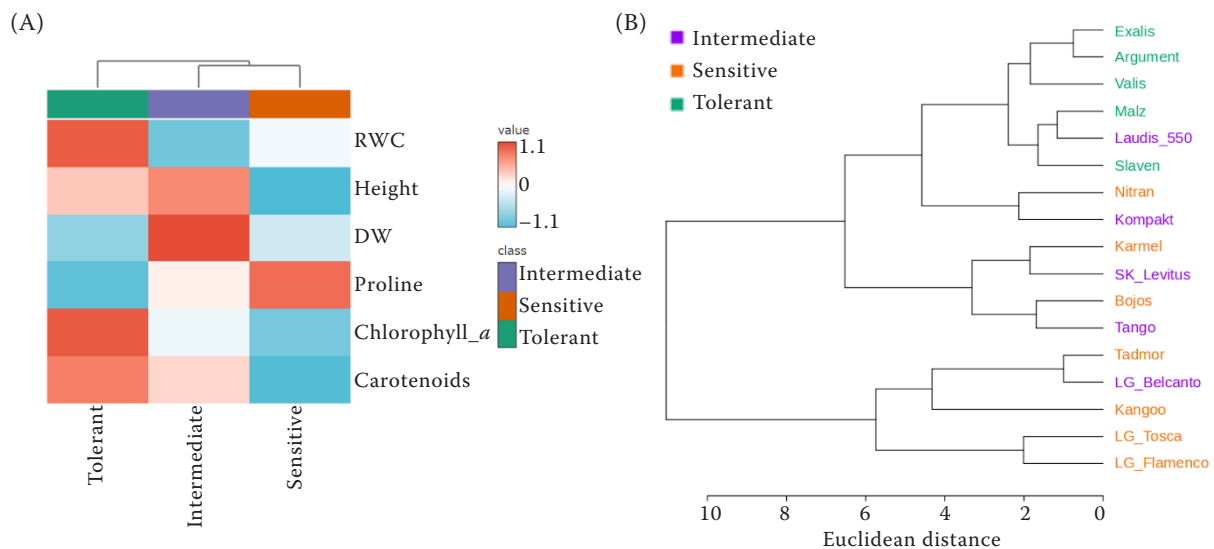 (A)
RWC
Height
DW
Proline
Chlorophyll_a
Carotenoids
Tolerant
Intermediate
Sensitive
value
1.1
0
−1.1
class
Intermediate
Sensitive
Tolerant
(B)
Intermediate
Sensitive
Tolerant
Exalis
Argument
Valis
Malz
Laudis_550
Slaven
Nitran
Kompakt
Karmel
SK_Levitus
Bojos
Tango
Tadmor
LG_Belcanto
Kangoo
LG_Tosca
LG_Flamenco
10 8 6 4 2 0
Euclidean distance